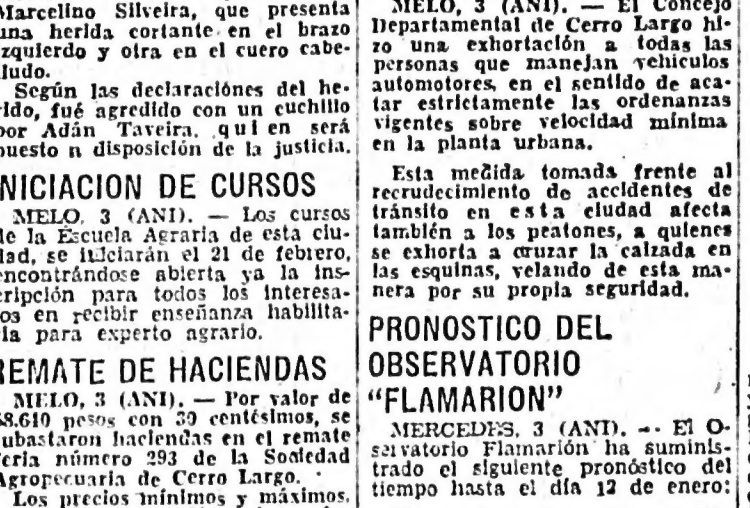 Marcelino Silveira, que presenta
una herida cortante en el brazo
izquierdo y otra en el cuero cabe-
ludo.
Según las declaraciónes del he-
rido, fué agredido con un cuchillo
por Adán Taveira, quien será
puesto a disposición de la justicia.
INICIACION DE CURSOS
MELO, 3 (ANI). — Los cursos
de la Escuela Agraria de esta ciu-
dad, se iniciarán el 21 de febrero,
encontrándose abierta ya la ins-
cripción para todos los interesa-
dos en recibir enseñanza habilita-
ria para experto agrario.
REMATE DE HACIENDAS
MELO, 3 (ANI). — Por valor de
68.610 pesos con 30 centésimos, se
subastaron haciendas en el remate
feria número 293 de la Sociedad
Agropecuaria de Cerro Largo.
Los precios mínimos y máximos,
MELO, 3 (ANI). — El Concejo
Departamental de Cerro Largo hi-
zo una exhortación a todas las
personas que manejan vehículos
automotores, en el sentido de aca-
tar estrictamente las ordenanzas
vigentes sobre velocidad mínima
en la planta urbana.
Esta medida tomada frente al
recrudecimiento de accidentes de
tránsito en esta ciudad afecta
también a los peatones, a quienes
se exhorta a cruzar la calzada en
las esquinas, velando de esta ma-
nera por su propia seguridad.
PRONOSTICO DEL
OBSERVATORIO
"FLAMARION"
MERCEDES, 3 (ANI). — El O-
servatorio Flamarión ha suminis-
trado el siguiente pronóstico del
tiempo hasta el día 12 de enero: